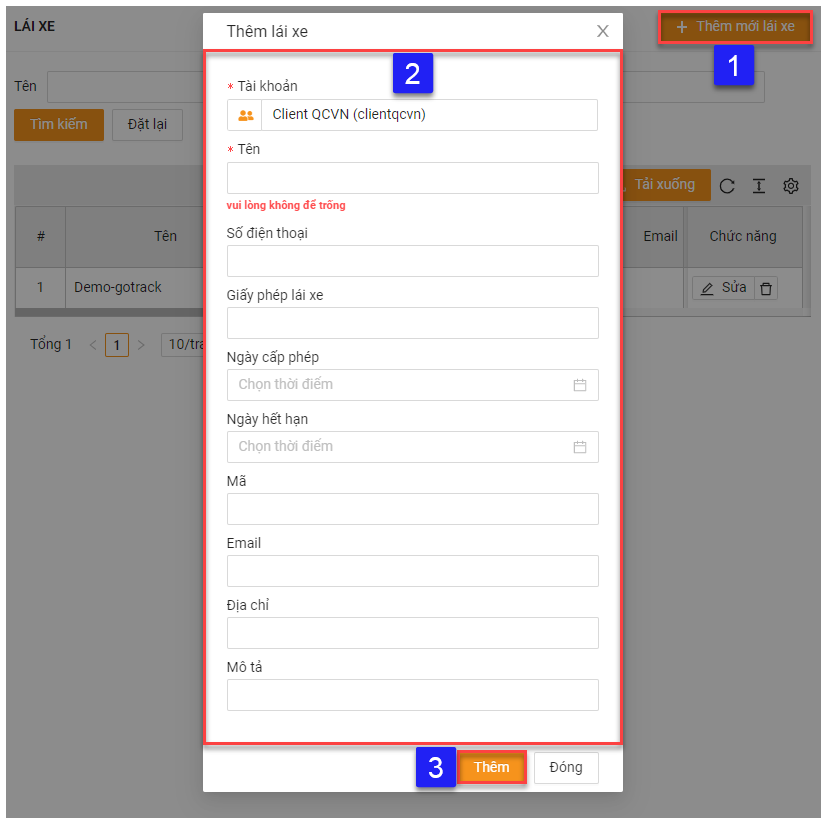 LÁI XE
Thêm mới lái xe
1
Tên
Tìm kiếm
Đặt lại
Tải xuống
#
Tên
Email
Chức năng
1
Demo-gotrack
Sửa
Tổng 1
1
Thêm lái xe
2
* Tài khoản
Client QCVN (clientqcvn)
* Tên
vui lòng không để trống
Số điện thoại
Giấy phép lái xe
Ngày cấp phép
Chọn thời điểm
Ngày hết hạn
Chọn thời điểm
Mã
Email
Địa chỉ
Mô tả
3
Thêm
Đóng